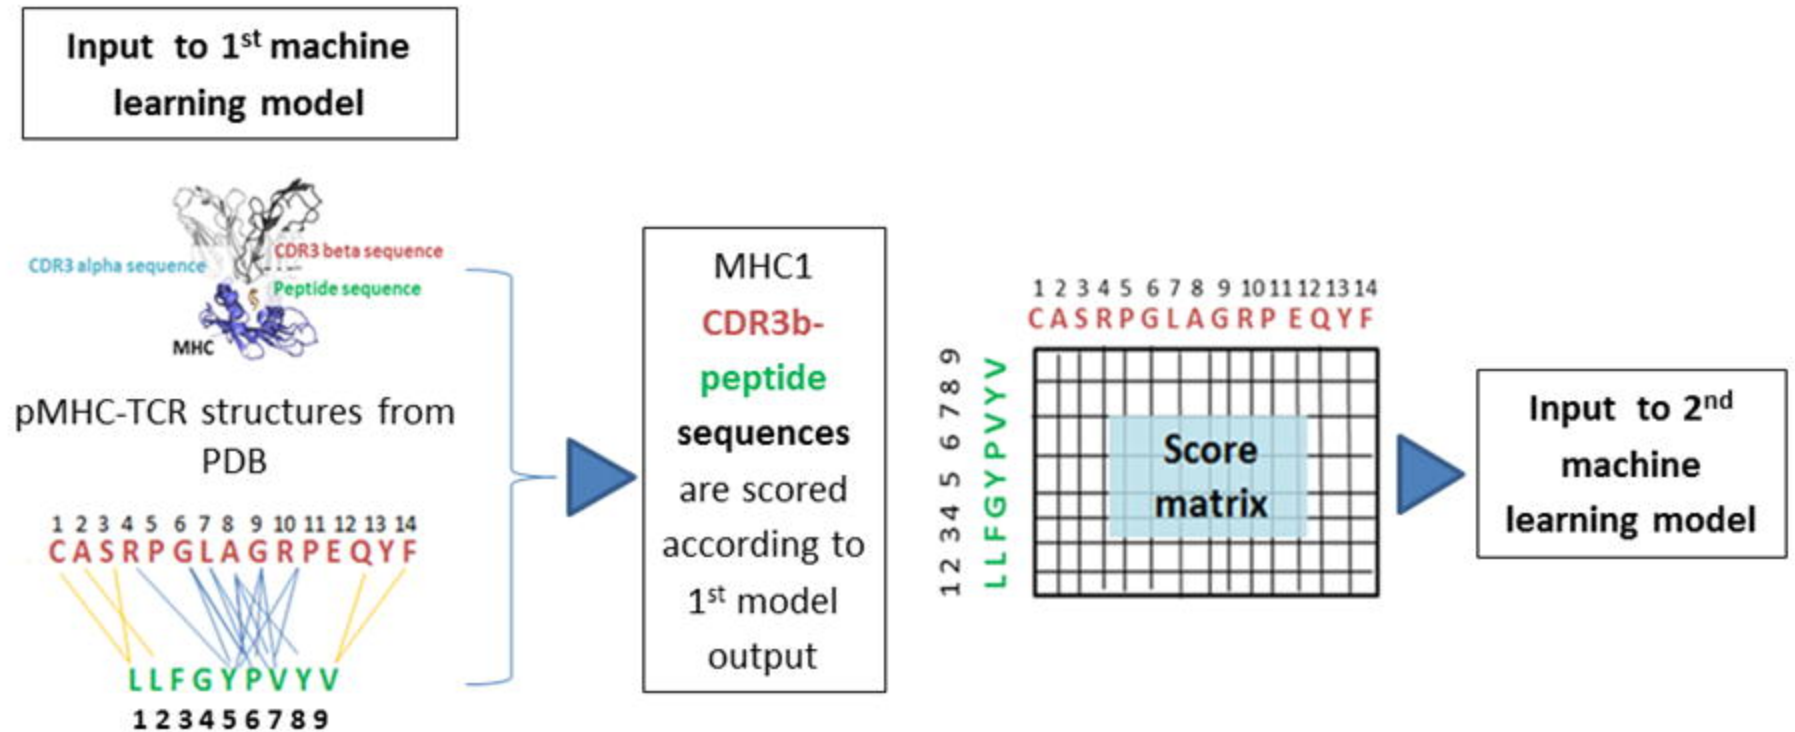 Input to 1st machine
learning model
CDR3 alpha sequence
CDR3 beta sequence
Peptide sequence
MHC
pMHC-TCR structures from
PDB
1 2 3 4 5 6 7 8 9 10 11 12 13 14
C A S R P G L A G R P E Q Y F
L L F G Y P V Y V
1 2 3 4 5 6 7 8 9
MHC1
CDR3b-
peptide
sequences
are scored
according to
1st model
output
1 2 3 4 5 6 7 8 9 10 11 12 13 14
C A S R P G L A G R P E Q Y F
1 2 3 4 5 6 7 8 9
L L F G Y P V Y V
Score
matrix
Input to 2nd
machine
learning model